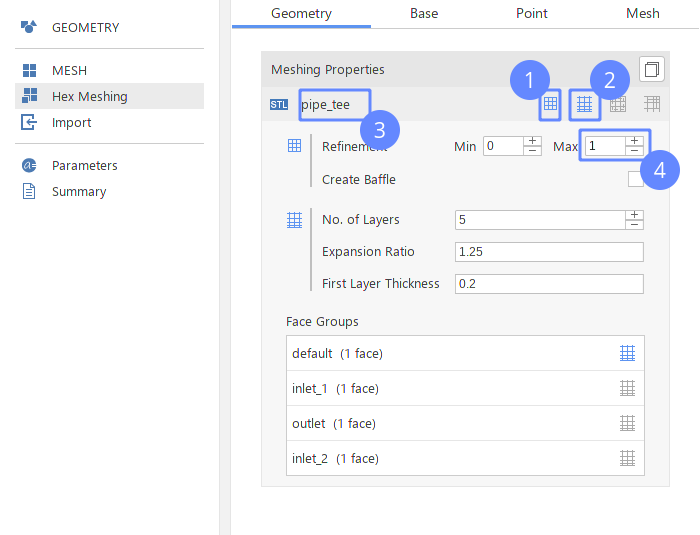 GEOMETRY
MESH
Hex Meshing
Import
a=
Parameters
Summary
Geometry Base Point Mesh
Meshing Properties
1 2
STL pipe_tee
3
Refinement Min 0 Max 1
4
Create Baffle
No. of Layers 5
Expansion Ratio 1.25
First Layer Thickness 0.2
Face Groups
default (1 face)
inlet_1 (1 face)
outlet (1 face)
inlet_2 (1 face)